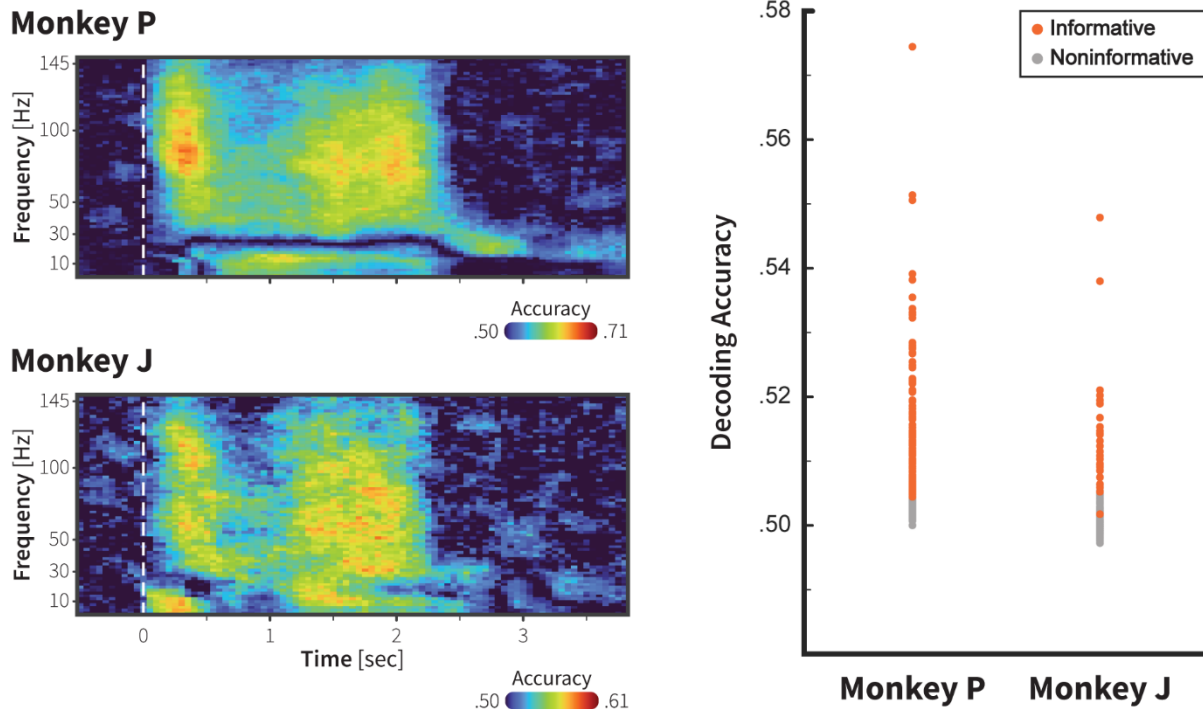 Monkey P
Frequency [Hz]
145
100
50
30
10
Accuracy
.50 .71
Monkey J
Frequency [Hz]
145
100
50
30
10
0 1 2 3
Time [sec]
Accuracy
.50 .61
Decoding Accuracy
.58
.56
.54
.52
.50
Informative
Noninformative
Monkey P Monkey J